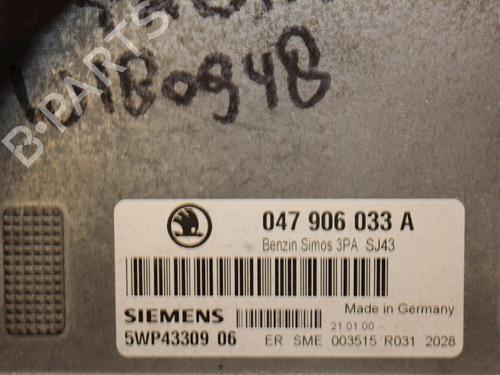 B-PARTS
047 906 033 A
Benzin Simos 3PA SJ43
SIEMENS
Made in Germany
21.01.00
5WP43309 06
ER SME 003515 R031 2028